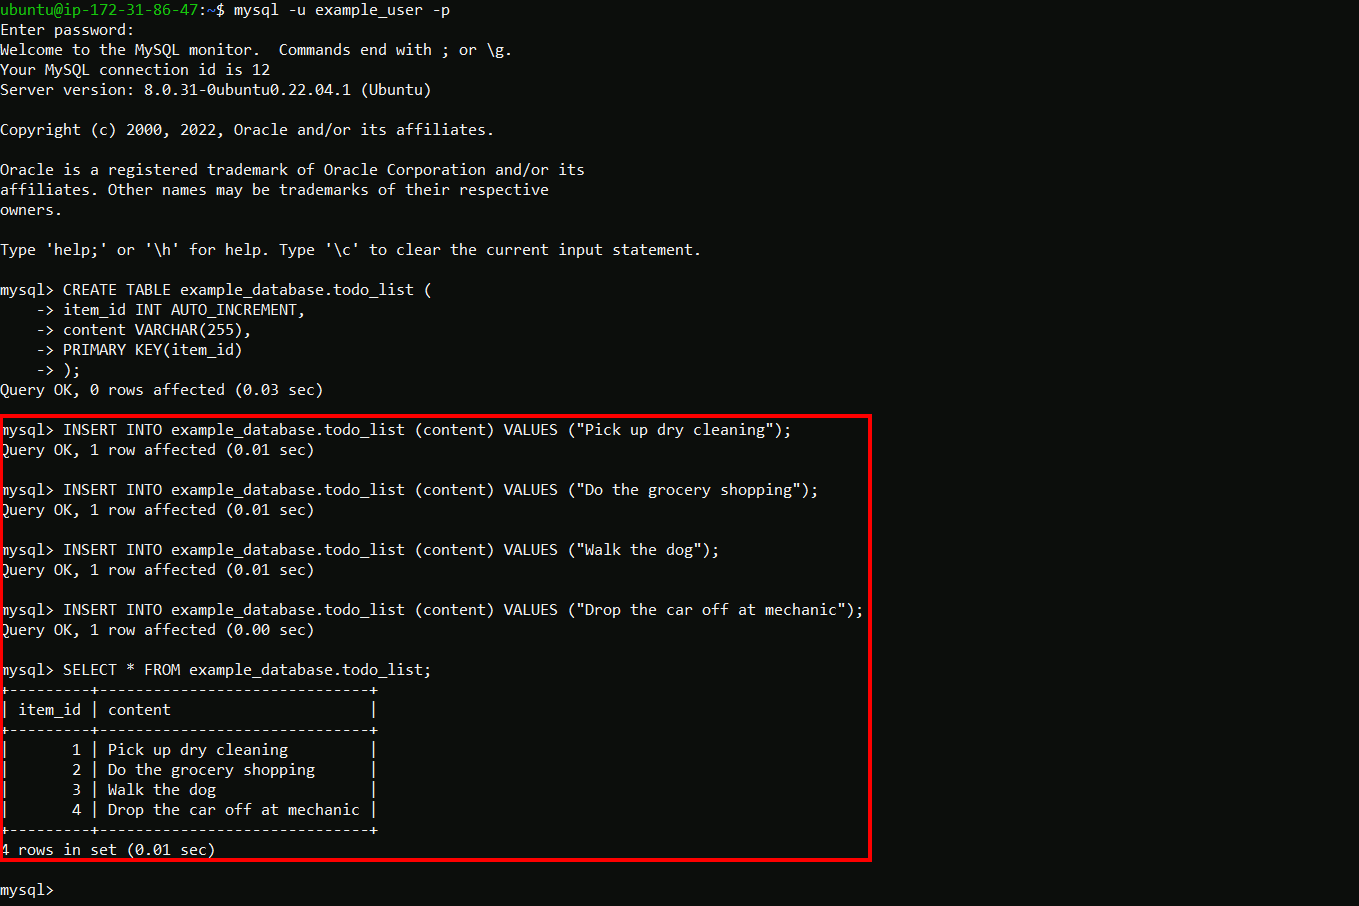 ubuntu@ip-172-31-86-47:~$ mysql -u example_user -p
Enter password:
Welcome to the MySQL monitor.  Commands end with ; or \g.
Your MySQL connection id is 12
Server version: 8.0.31-0ubuntu0.22.04.1 (Ubuntu)

Copyright (c) 2000, 2022, Oracle and/or its affiliates.

Oracle is a registered trademark of Oracle Corporation and/or its
affiliates. Other names may be trademarks of their respective
owners.

Type 'help;' or '\h' for help. Type '\c' to clear the current input statement.

mysql> CREATE TABLE example_database.todo_list (
    -> item_id INT AUTO_INCREMENT,
    -> content VARCHAR(255),
    -> PRIMARY KEY(item_id)
    -> );
Query OK, 0 rows affected (0.03 sec)

mysql> INSERT INTO example_database.todo_list (content) VALUES ("Pick up dry cleaning");
Query OK, 1 row affected (0.01 sec)

mysql> INSERT INTO example_database.todo_list (content) VALUES ("Do the grocery shopping");
Query OK, 1 row affected (0.01 sec)

mysql> INSERT INTO example_database.todo_list (content) VALUES ("Walk the dog");
Query OK, 1 row affected (0.01 sec)

mysql> INSERT INTO example_database.todo_list (content) VALUES ("Drop the car off at mechanic");
Query OK, 1 row affected (0.00 sec)

mysql> SELECT * FROM example_database.todo_list;
+---------+------------------------------+
| item_id | content                      |
+---------+------------------------------+
|       1 | Pick up dry cleaning         |
|       2 | Do the grocery shopping      |
|       3 | Walk the dog                 |
|       4 | Drop the car off at mechanic |
+---------+------------------------------+
4 rows in set (0.01 sec)

mysql>